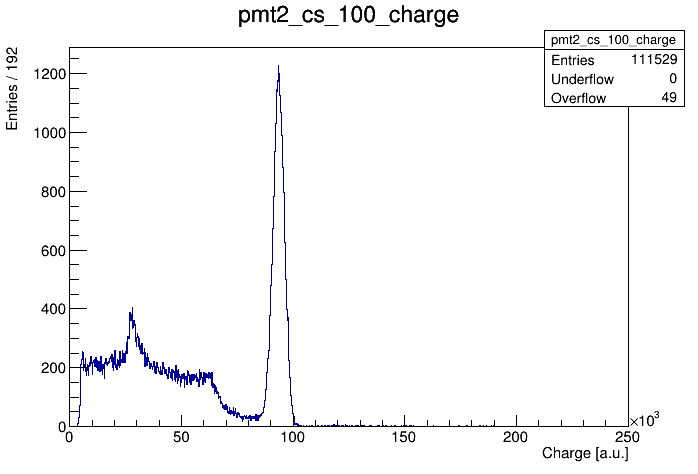 pmt2_cs_100_charge
pmt2_cs_100_charge
Entries 111529
Underflow 0
Overflow 49
Entries / 192
1200
1000
800
600
400
200
0
0 50 100 150 200 250
×10³
Charge [a.u.]